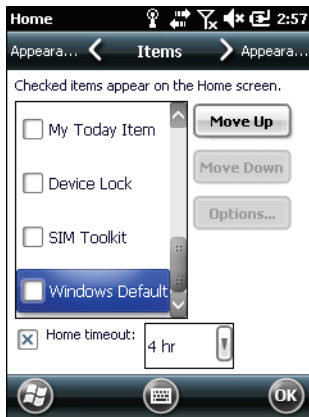 Home 2:57
Appeara... Items Appeara...
Checked items appear on the Home screen.
My Today Item
Move Up
Device Lock
Move Down
Options...
SIM Toolkit
Windows Default
Home timeout: 4 hr
OK